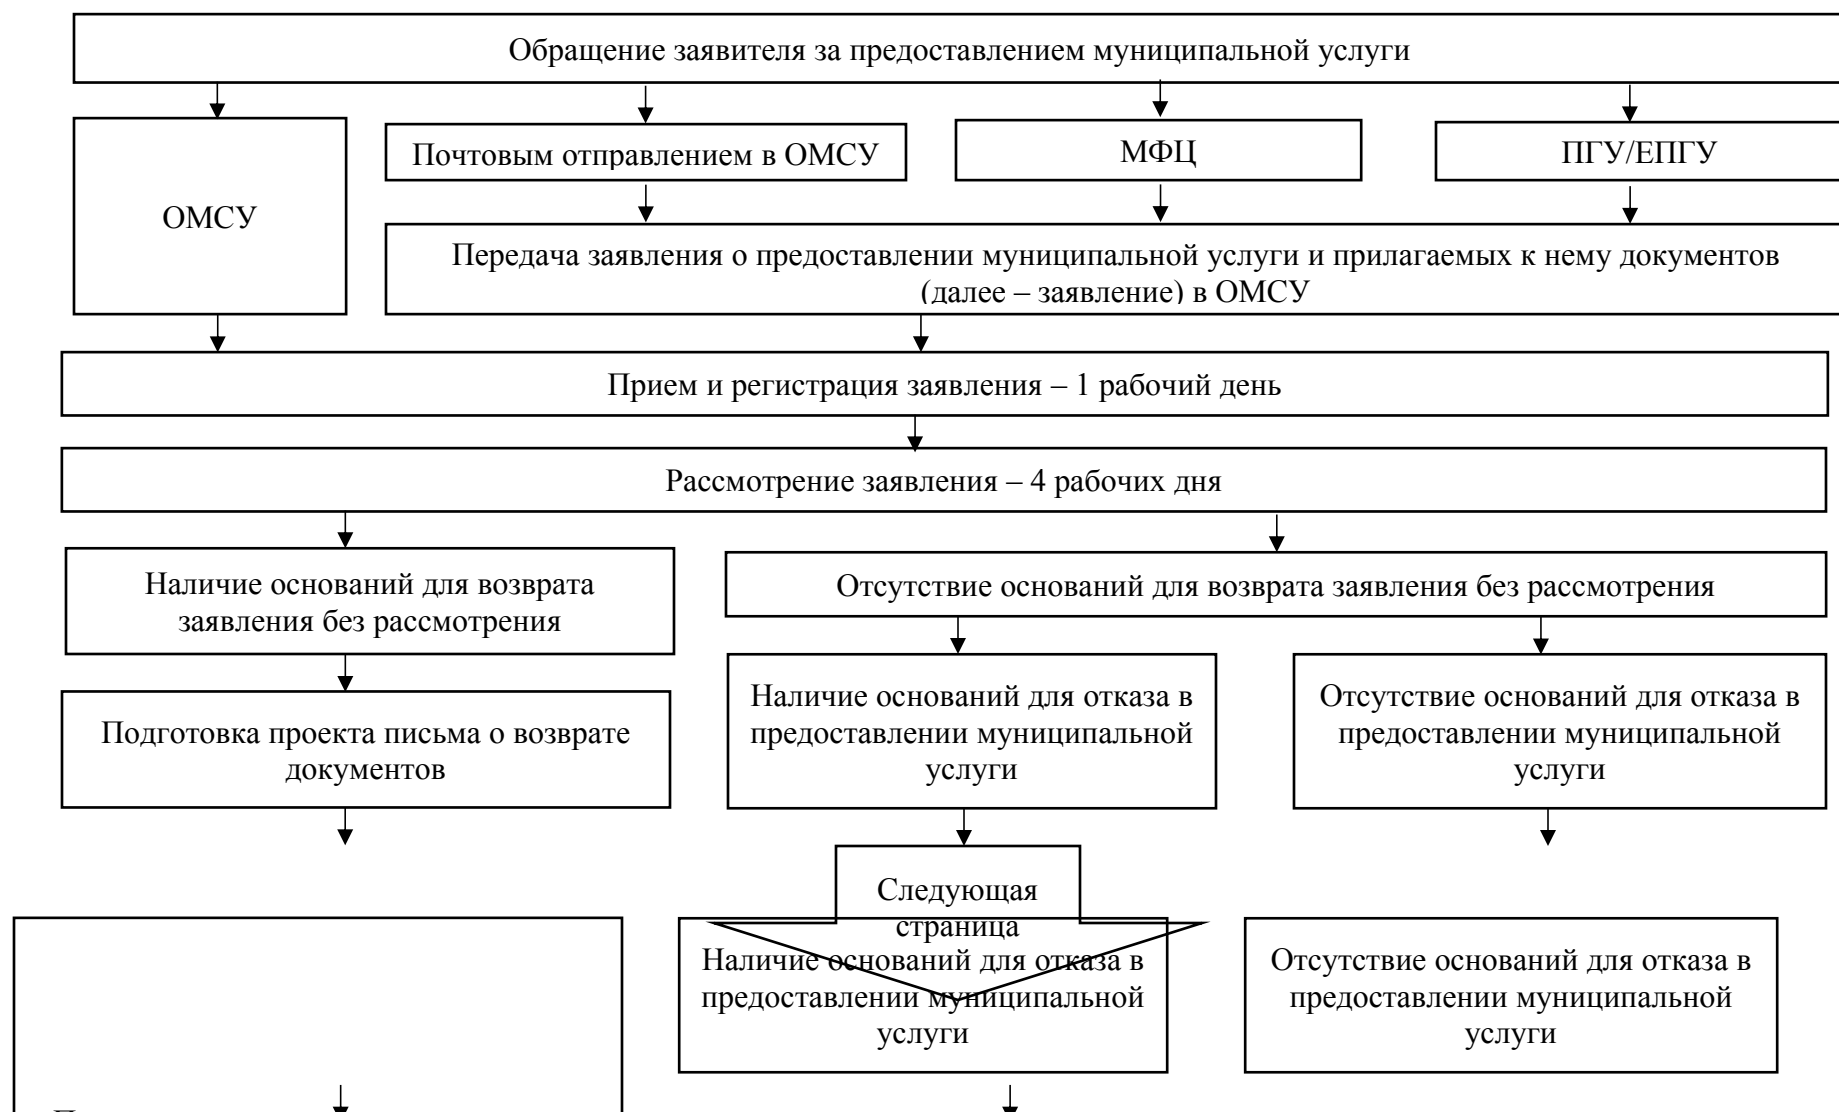 Обращение заявителя за предоставлением муниципальной услуги
ОМСУ
Почтовым отправлением в ОМСУ
МФЦ
ПГУ/ЕПГУ
Передача заявления о предоставлении муниципальной услуги и прилагаемых к нему документов
(далее – заявление) в ОМСУ
Прием и регистрация заявления – 1 рабочий день
Рассмотрение заявления – 4 рабочих дня
Наличие оснований для возврата
заявления без рассмотрения
Отсутствие оснований для возврата заявления без рассмотрения
Подготовка проекта письма о возврате
документов
Наличие оснований для отказа в
предоставлении муниципальной
услуги
Отсутствие оснований для отказа в
предоставлении муниципальной
услуги
Следующая
страница
Наличие оснований для отказа в
предоставлении муниципальной
услуги
Отсутствие оснований для отказа в
предоставлении муниципальной
услуги